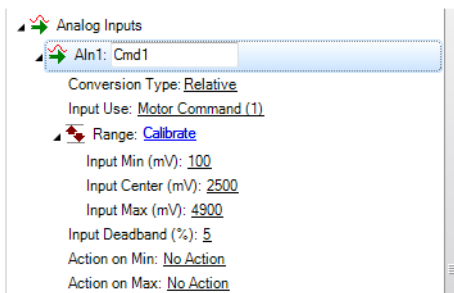 Analog Inputs
AIn1: Cmd1
Conversion Type: Relative
Input Use: Motor Command (1)
Range: Calibrate
Input Min (mV): 100
Input Center (mV): 2500
Input Max (mV): 4900
Input Deadband (%): 5
Action on Min: No Action
Action on Max: No Action